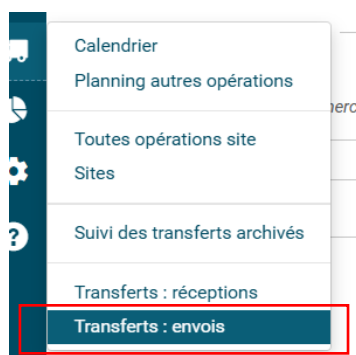 Calendrier
Planning autres opérations
Toutes opérations site
Sites
Suivi des transferts archivés
Transferts : réceptions
Transferts : envois
?